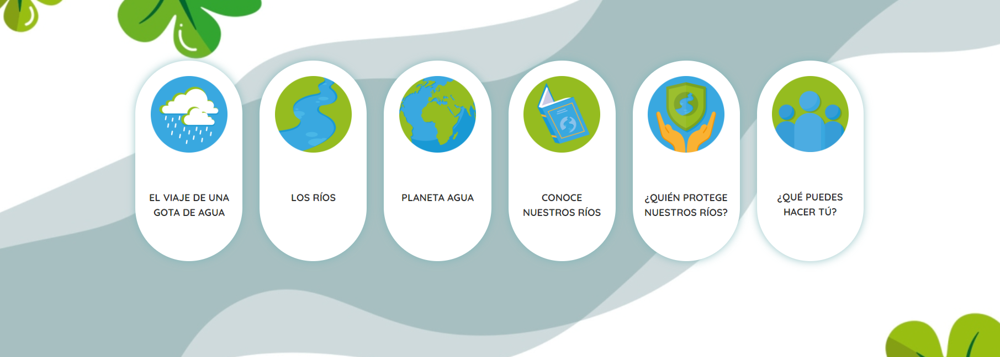 EL VIAJE DE UNA
GOTA DE AGUA
LOS RÍOS
PLANETA AGUA
CONOCE
NUESTROS RÍOS
¿QUIÉN PROTEGE
NUESTROS RÍOS?
¿QUÉ PUEDES
HACER TÚ?